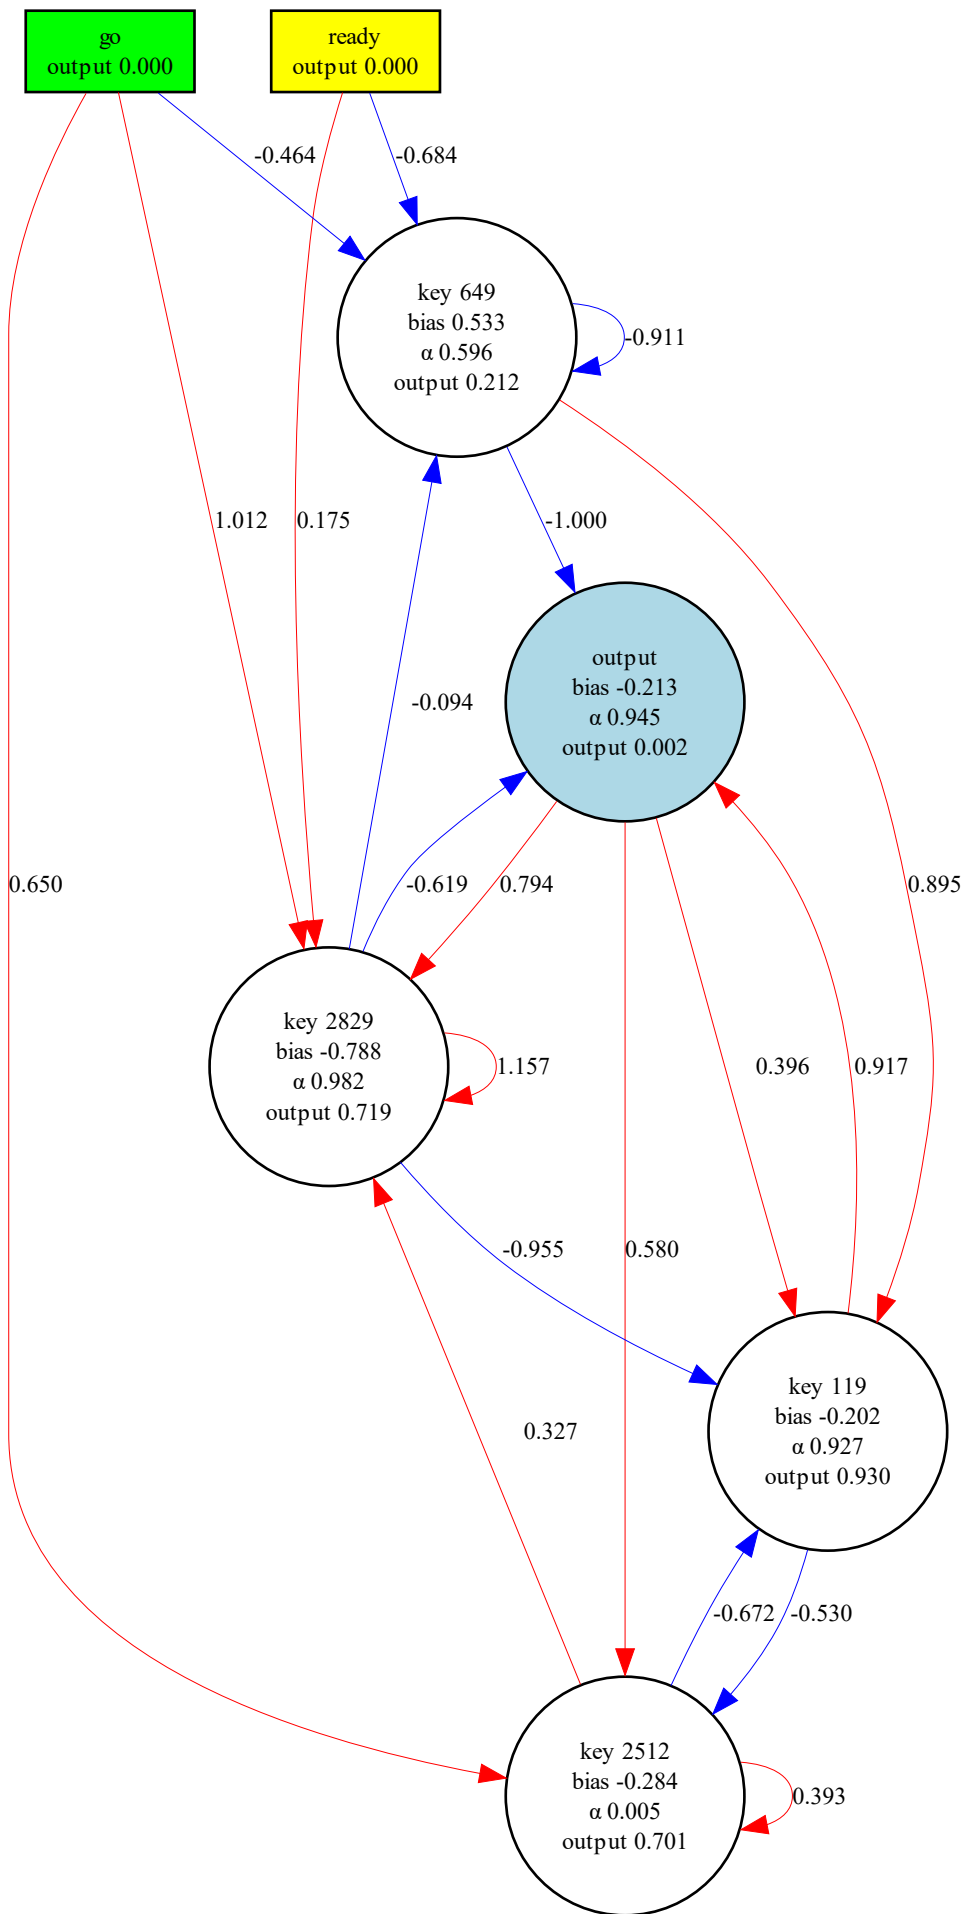 go
output 0.000
ready
output 0.000
-0.464
-0.684
key 649
bias 0.533
α 0.596
output 0.212
-0.911
1.012
0.175
-1.000
output
bias -0.213
α 0.945
output 0.002
-0.094
0.650
-0.619
0.794
0.895
key 2829
bias -0.788
α 0.982
output 0.719
1.157
0.396
0.917
-0.955
0.580
key 119
bias -0.202
α 0.927
output 0.930
0.327
-0.672
-0.530
key 2512
bias -0.284
α 0.005
output 0.701
0.393